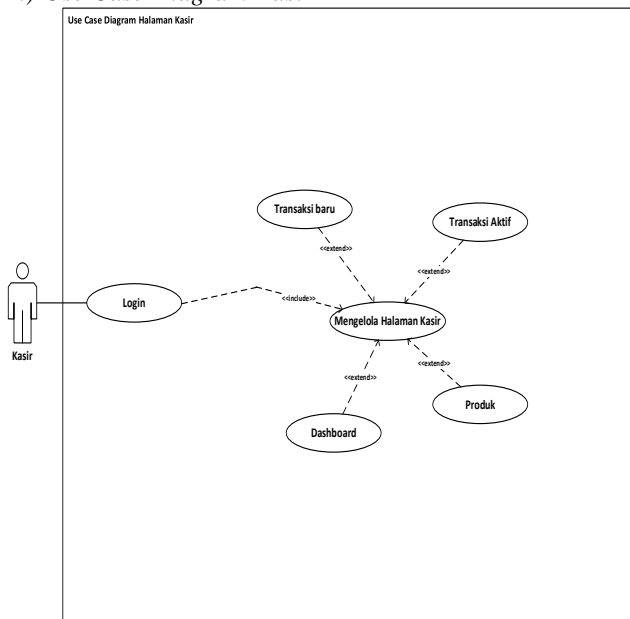 Use Case Diagram Halaman Kasir
Transaksi baru
Transaksi Aktif
<<extend>>
<<extend>>
Login
<<include>>
Mengelola Halaman Kasir
Kasir
<<extend>>
<<extend>>
Produk
Dashboard